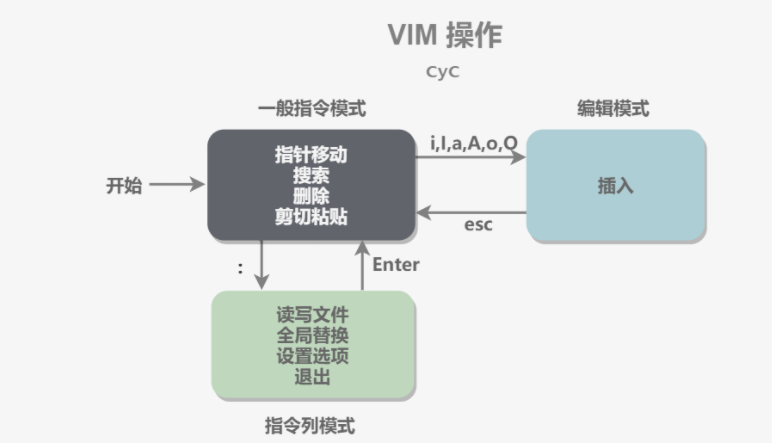 VIM 操作
CyC
一般指令模式
编辑模式
开始
指针移动
搜索
删除
剪切粘贴
i,I,a,A,o,O
插入
esc
:
Enter
读写文件
全局替换
设置选项
退出
指令列模式